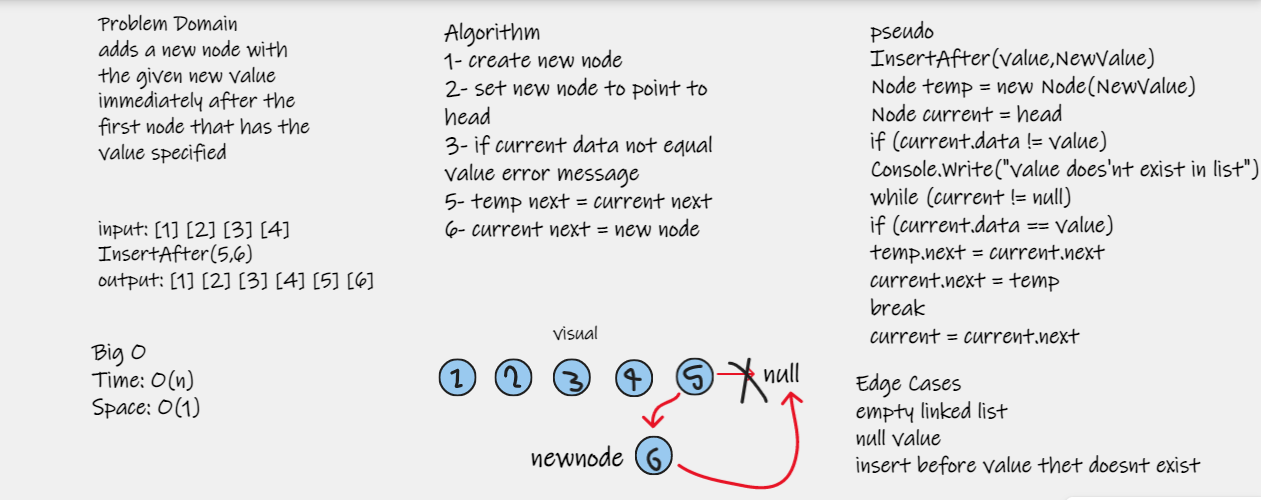 Problem Domain
adds a new node with
the given new value
immediately after the
first node that has the
value specified
input: [1] [2] [3] [4]
InsertAfter(5,6)
output: [1] [2] [3] [4] [5] [6]
Big O
Time: O(n)
Space: O(1)
Algorithm
1- create new node
2- set new node to point to
head
3- if current data not equal
value error message
5- temp next = current next
6- current next = new node
visual
1 2 3 4 5 null
newnode 6
pseudo
InsertAfter(value,NewValue)
Node temp = new Node(NewValue)
Node current = head
if (current.data != value)
Console.Write("value does'nt exist in list")
while (current != null)
if (current.data == value)
temp.next = current.next
current.next = temp
break
current = current.next
Edge Cases
empty linked list
null value
insert before value thet doesnt exist